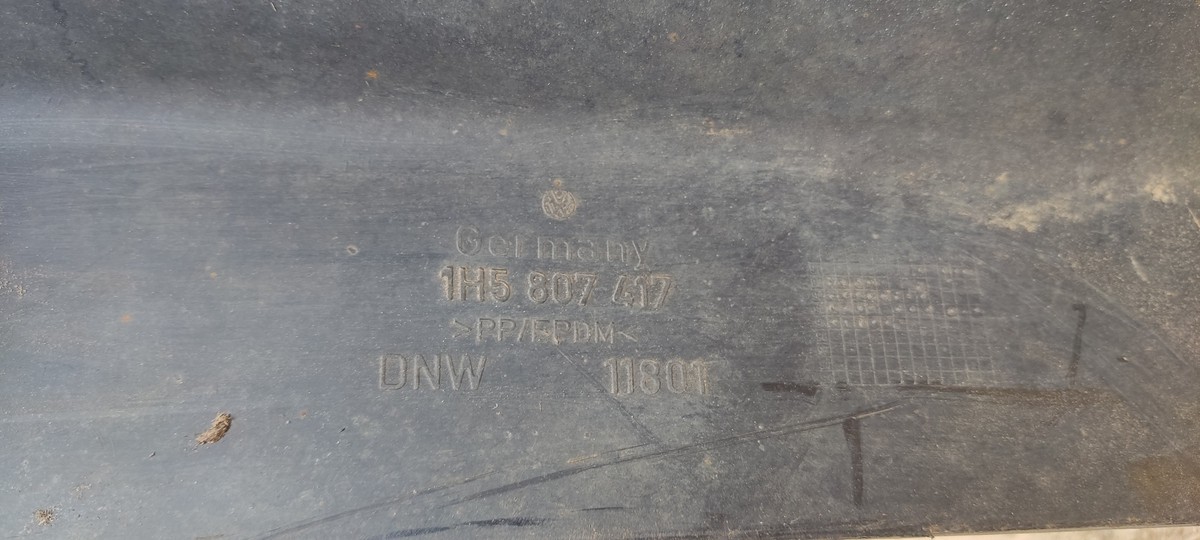 Germany
1H5 807 417
>PP/EPDM<
DNW 11801